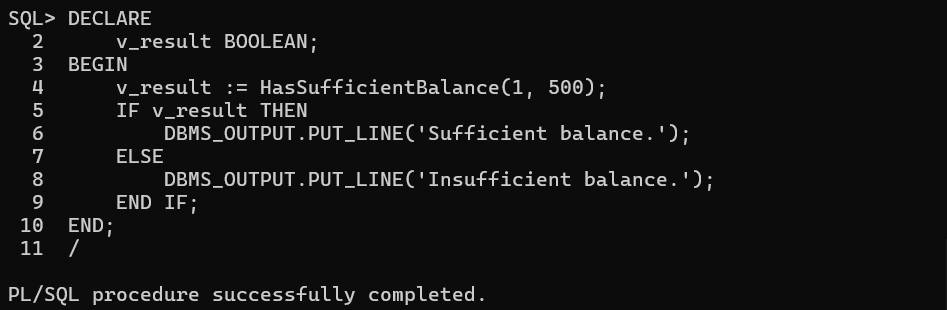 SQL> DECLARE
  2      v_result BOOLEAN;
  3  BEGIN
  4      v_result := HasSufficientBalance(1, 500);
  5      IF v_result THEN
  6          DBMS_OUTPUT.PUT_LINE('Sufficient balance.');
  7      ELSE
  8          DBMS_OUTPUT.PUT_LINE('Insufficient balance.');
  9      END IF;
 10  END;
 11  /
PL/SQL procedure successfully completed.